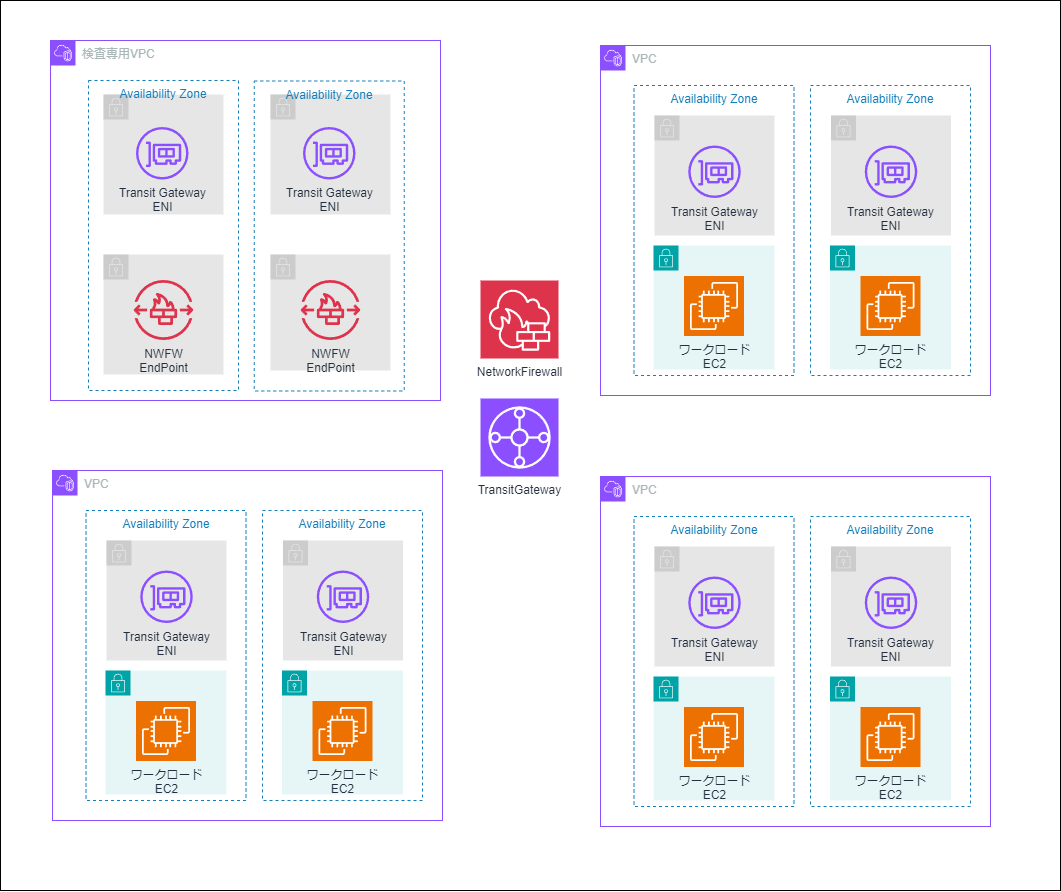 検査専用VPC
Availability Zone
Availability Zone
Transit Gateway
ENI
Transit Gateway
ENI
NWFW
EndPoint
NWFW
EndPoint
NetworkFirewall
TransitGateway
VPC
Availability Zone
Availability Zone
Transit Gateway
ENI
Transit Gateway
ENI
ワークロード
EC2
ワークロード
EC2
VPC
Availability Zone
Availability Zone
Transit Gateway
ENI
Transit Gateway
ENI
ワークロード
EC2
ワークロード
EC2
VPC
Availability Zone
Availability Zone
Transit Gateway
ENI
Transit Gateway
ENI
ワークロード
EC2
ワークロード
EC2